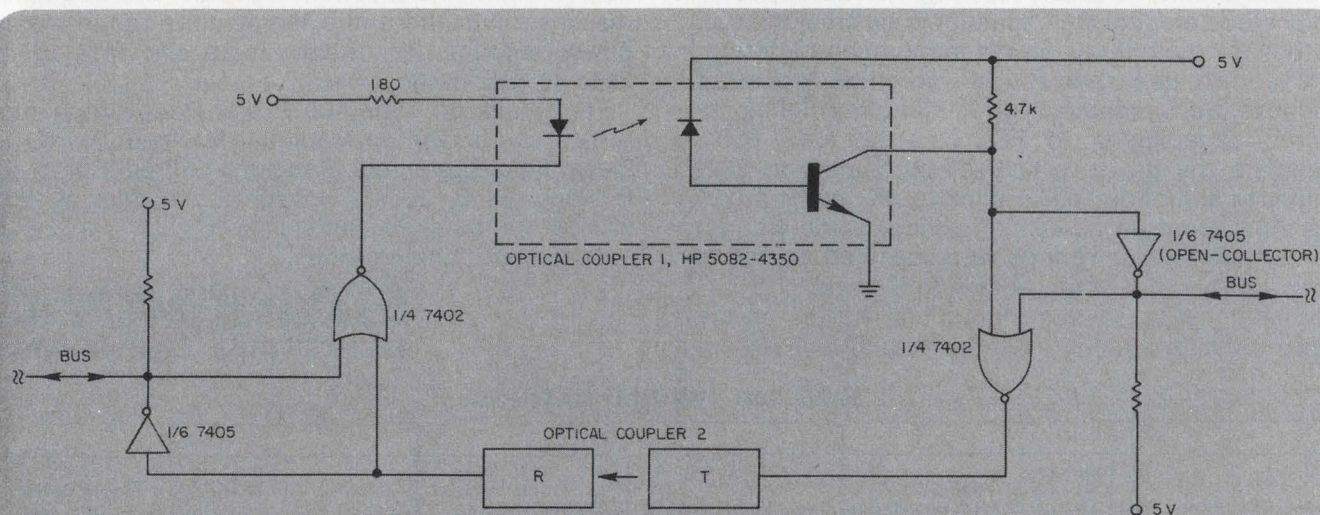 5 V
180
5 V
4.7k
5 V
OPTICAL COUPLER 1, HP 5082-4350
1/6 7405
(OPEN-COLLECTOR)
BUS
1/4 7402
BUS
1/4 7402
1/6 7405
OPTICAL COUPLER 2
R
T
5 V